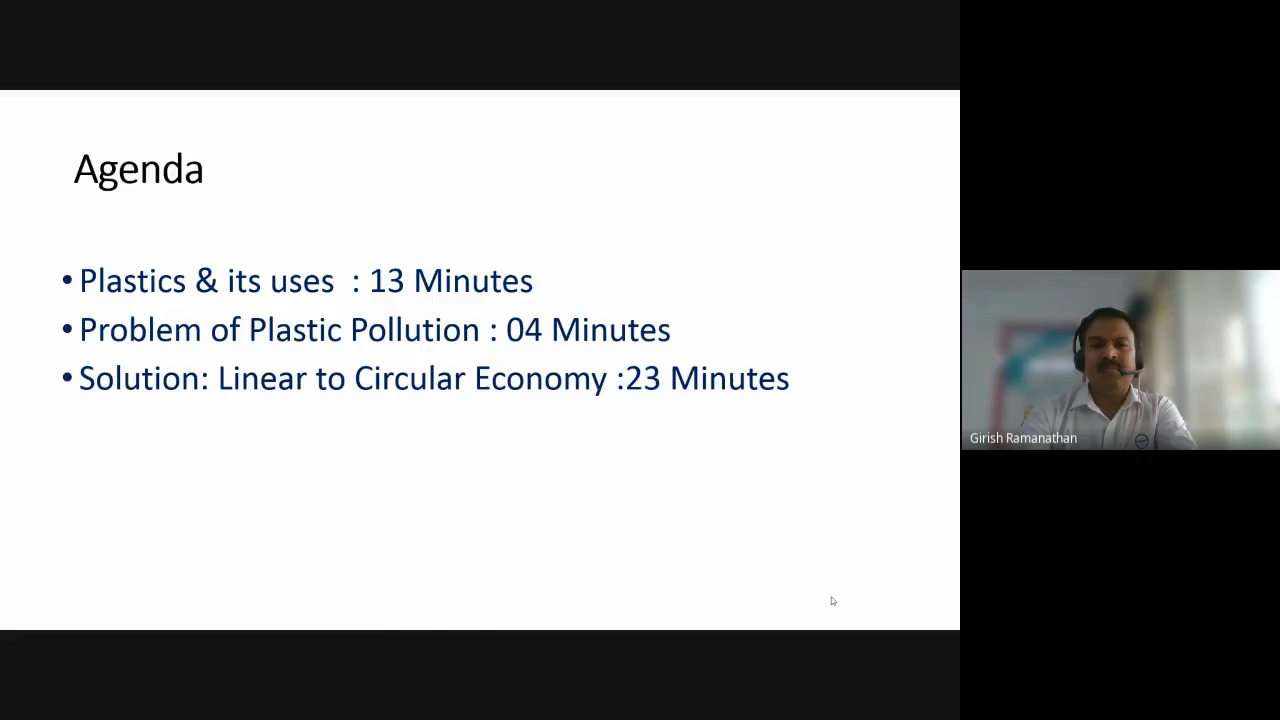 Agenda
• Plastics & its uses : 13 Minutes
• Problem of Plastic Pollution : 04 Minutes
• Solution: Linear to Circular Economy :23 Minutes
Girish Ramanathan